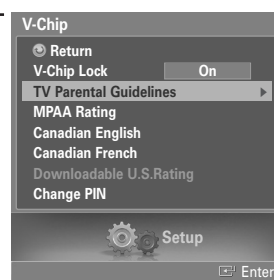 V-Chip
Return
V-Chip Lock On
TV Parental Guidelines
MPAA Rating
Canadian English
Canadian French
Downloadable U.S.Rating
Change PIN
Setup
Enter